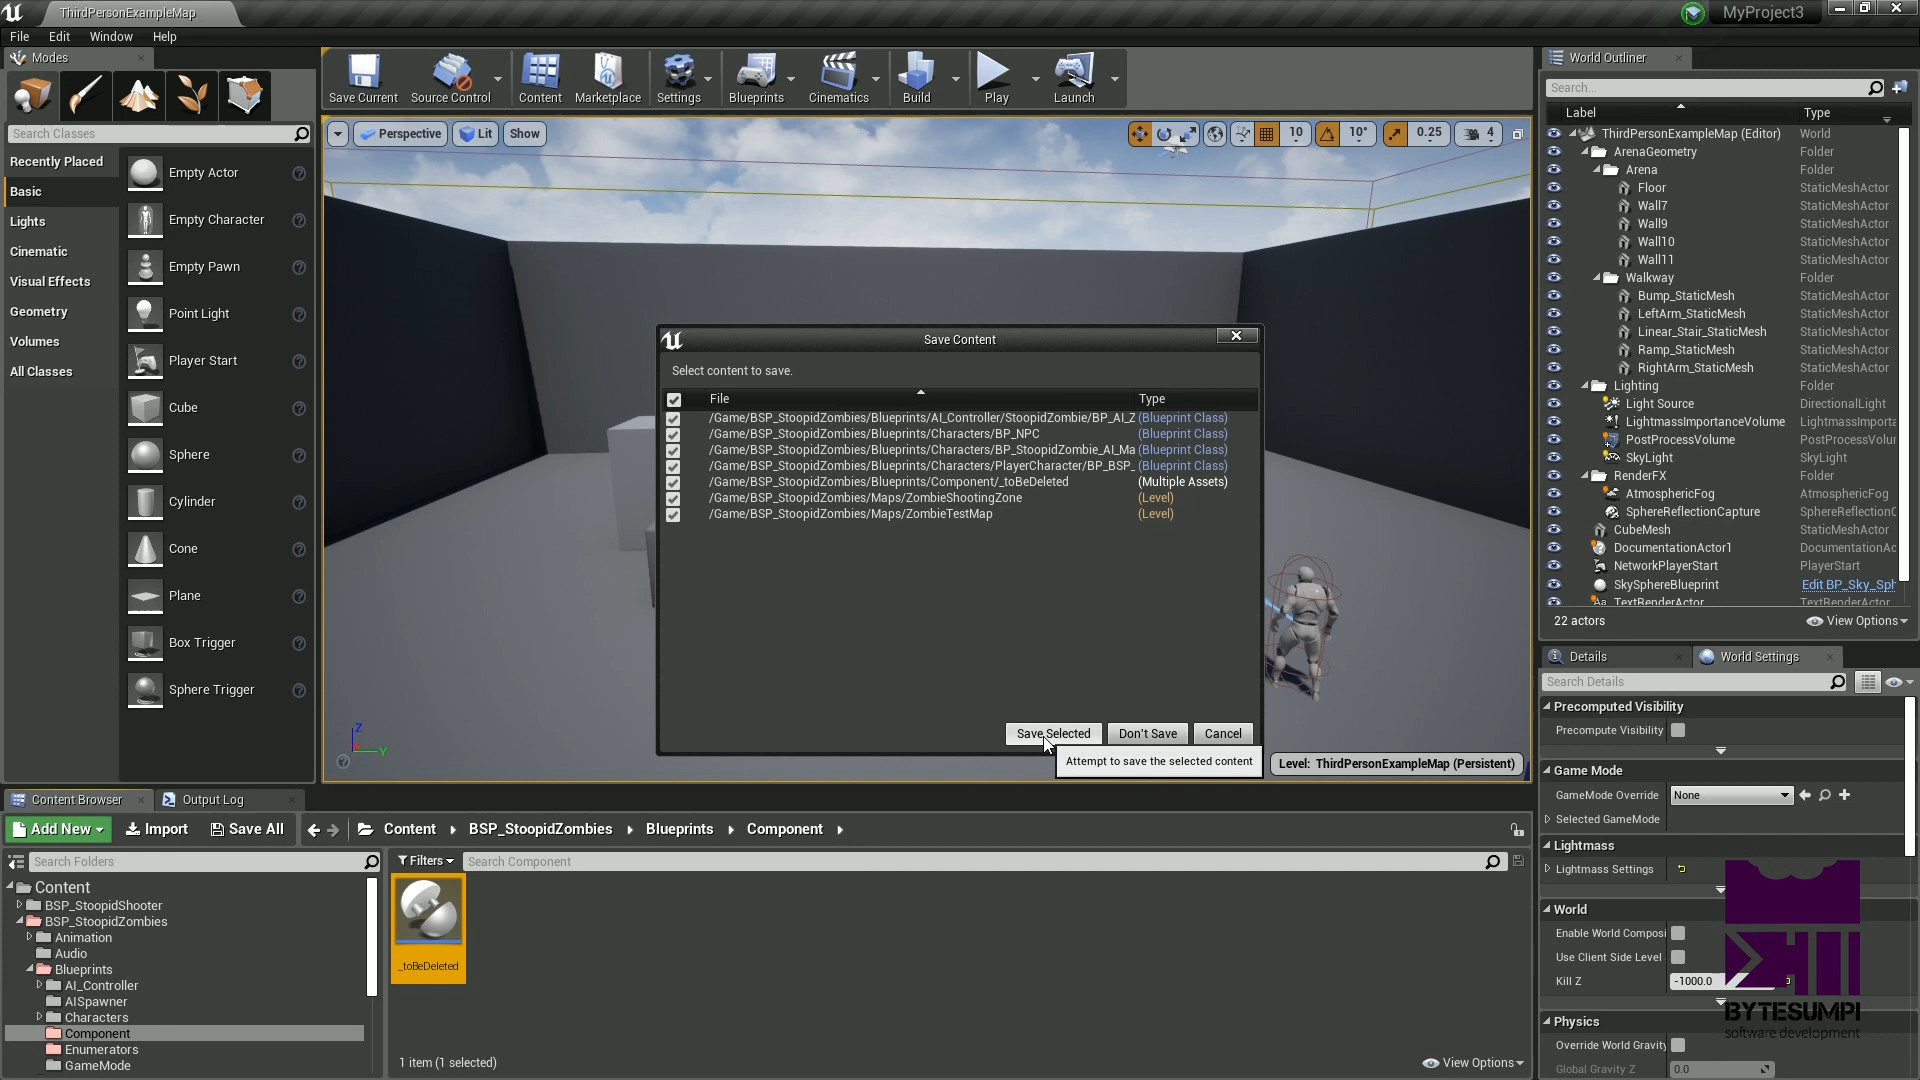 ThirdPersonExampleMap
MyProject3
File Edit Window Help
Modes
Search Classes
Recently Placed
Basic
Lights
Cinematic
Visual Effects
Geometry
Volumes
All Classes
Empty Actor
Empty Character
Empty Pawn
Point Light
Player Start
Cube
Sphere
Cylinder
Cone
Plane
Box Trigger
Sphere Trigger
Save Current Source Control Content Marketplace Settings Blueprints Cinematics Build Play Launch
Perspective Lit Show
10 10° 0.25 4
Save Content
Select content to save.
File Type
/Game/BSP_StoopidZombies/Blueprints/AI_Controller/StoopidZombie/BP_AI_Z (Blueprint Class)
/Game/BSP_StoopidZombies/Blueprints/Characters/BP_NPC (Blueprint Class)
/Game/BSP_StoopidZombies/Blueprints/Characters/BP_StoopidZombie_AI_Ma (Blueprint Class)
/Game/BSP_StoopidZombies/Blueprints/Characters/PlayerCharacter/BP_BSP_ (Blueprint Class)
/Game/BSP_StoopidZombies/Blueprints/Component/_toBeDeleted (Multiple Assets)
/Game/BSP_StoopidZombies/Maps/ZombieShootingZone (Level)
/Game/BSP_StoopidZombies/Maps/ZombieTestMap (Level)
Save Selected Don't Save Cancel
Attempt to save the selected content
Z
Y
Level: ThirdPersonExampleMap (Persistent)
World Outliner
Search...
Label Type
ThirdPersonExampleMap (Editor) World
ArenaGeometry Folder
Arena Folder
Floor StaticMeshActor
Wall7 StaticMeshActor
Wall9 StaticMeshActor
Wall10 StaticMeshActor
Wall11 StaticMeshActor
Walkway Folder
Bump_StaticMesh StaticMeshActor
LeftArm_StaticMesh StaticMeshActor
Linear_Stair_StaticMesh StaticMeshActor
Ramp_StaticMesh StaticMeshActor
RightArm_StaticMesh StaticMeshActor
Lighting Folder
Light Source DirectionalLight
LightmassImportanceVolume LightmassImporta
PostProcessVolume PostProcessVolur
SkyLight SkyLight
RenderFX Folder
AtmosphericFog AtmosphericFog
SphereReflectionCapture SphereReflectionC
CubeMesh StaticMeshActor
DocumentationActor1 DocumentationAc
NetworkPlayerStart PlayerStart
SkySphereBlueprint Edit BP_Sky_Sph
TextRenderActor TextRenderActor
22 actors View Options
Details World Settings
Search Details
Precomputed Visibility
Precompute Visibility
Game Mode
GameMode Override None
Selected GameMode
Lightmass
Lightmass Settings
World
Enable World Composi
Use Client Side Level
Kill Z -1000.0
Physics
Override World Gravity
Global Gravity Z 0.0
BYTESUMPI
software development
Content Browser Output Log
Add New Import Save All Content BSP_StoopidZombies Blueprints Component
Search Folders
Filters Search Component
Content
BSP_StoopidShooter
BSP_StoopidZombies
Animation
Audio
Blueprints
AI_Controller
AISpawner
Characters
Component
Enumerators
GameMode
_toBeDeleted
1 item (1 selected) View Options